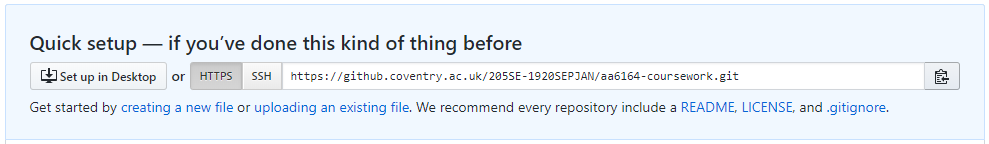 Quick setup — if you've done this kind of thing before
Set up in Desktop or HTTPS SSH https://github.coventry.ac.uk/205SE-1920SEPJAN/aa6164-coursework.git
Get started by creating a new file or uploading an existing file. We recommend every repository include a README, LICENSE, and .gitignore.